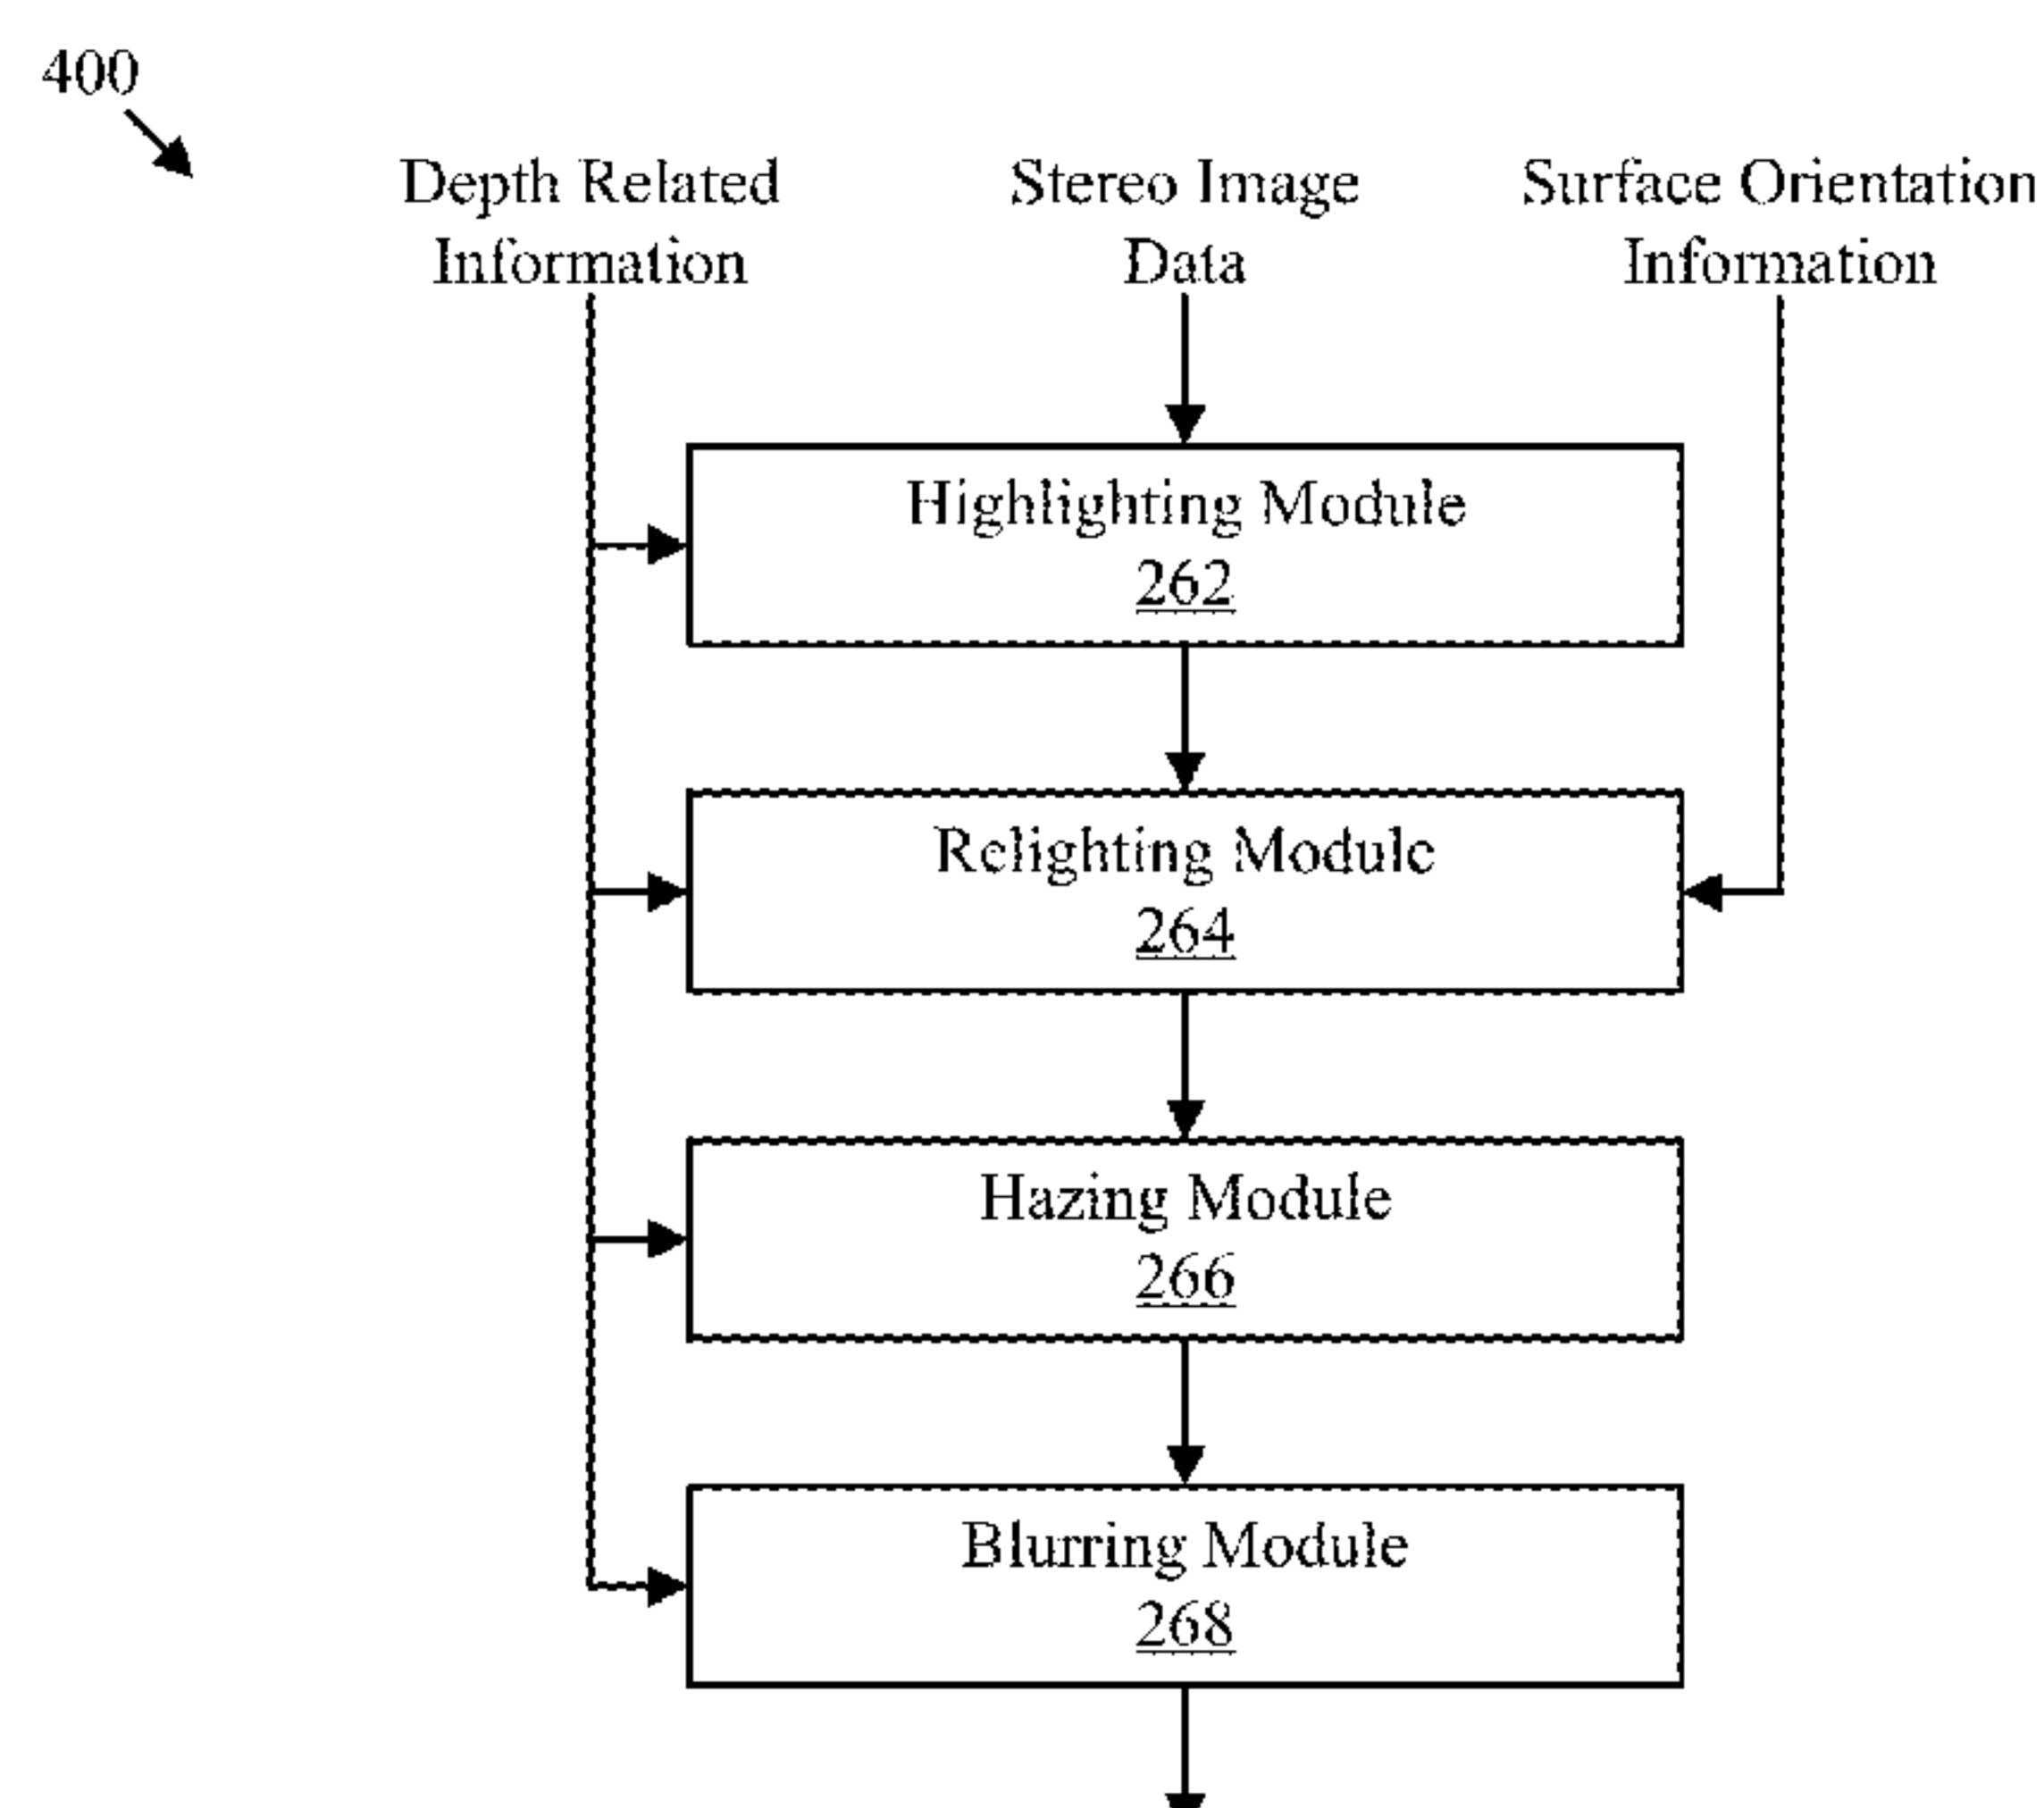 400
Depth Related
Information
Stereo Image
Data
Surface Orientation
Information
Highlighting Module
262
Relighting Module
264
Hazing Module
266
Blurring Module
268